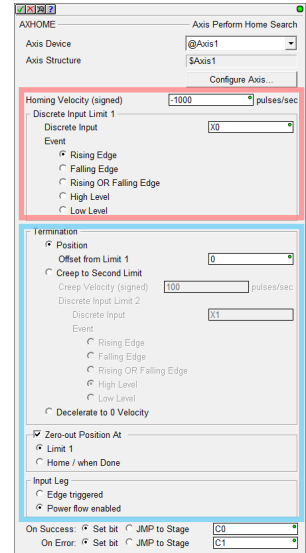 AXHOME Axis Perform Home Search
Axis Device @Axis1
Axis Structure $Axis1
Configure Axis...
Homing Velocity (signed) -1000 pulses/sec
Discrete Input Limit 1
Discrete Input X0
Event
Rising Edge
Falling Edge
Rising OR Falling Edge
High Level
Low Level
Termination
Position
Offset from Limit 1 0
Creep to Second Limit
Creep Velocity (signed) 100 pulses/sec
Discrete Input Limit 2
Discrete Input X1
Event
Rising Edge
Falling Edge
Rising OR Falling Edge
High Level
Low Level
Decelerate to 0 Velocity
Zero-out Position At
Limit 1
Home / when Done
Input Leg
Edge triggered
Power flow enabled
On Success: Set bit JMP to Stage C0
On Error: Set bit JMP to Stage C1